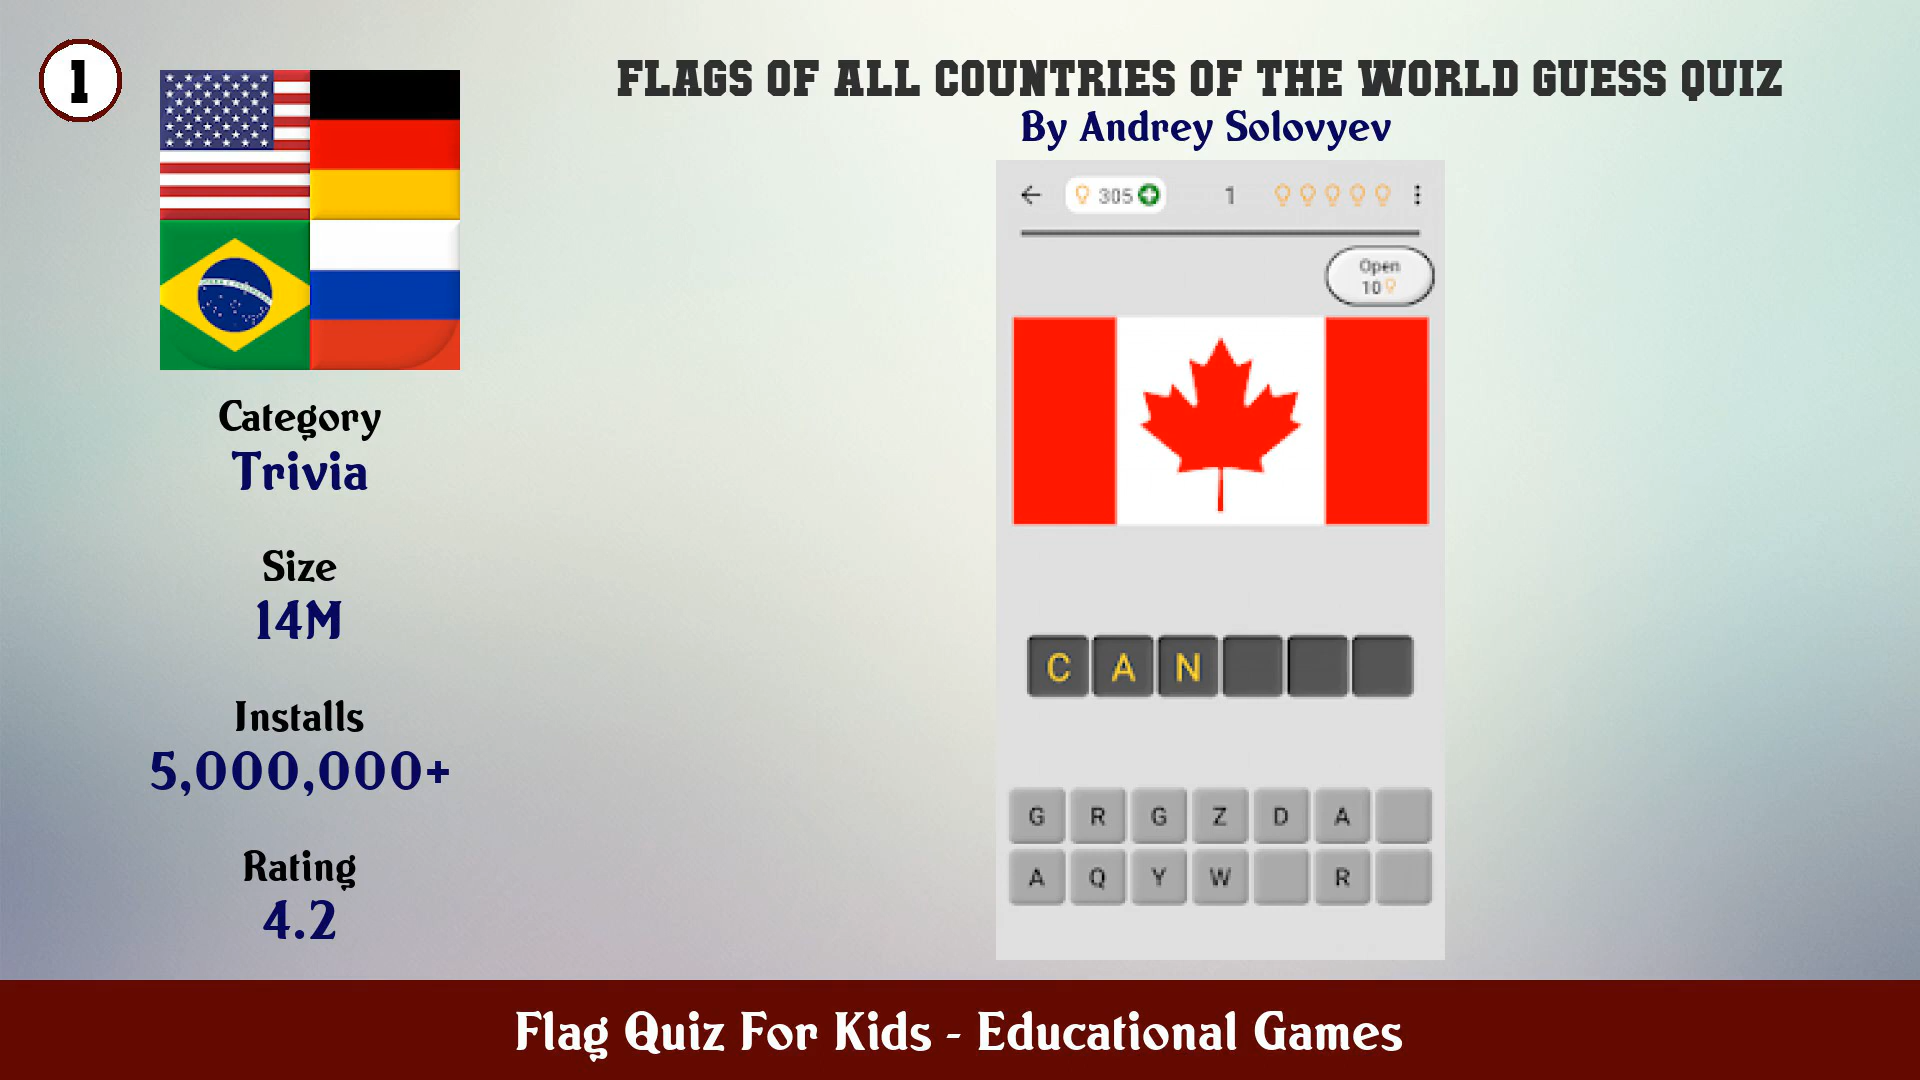 1
FLAGS OF ALL COUNTRIES OF THE WORLD GUESS QUIZ
By Andrey Solovyev
Category
Trivia
Size
14M
Installs
5,000,000+
Rating
4.2
305 1
Open
10
C A N
G R G Z D A
A Q Y W R
Flag Quiz For Kids - Educational Games